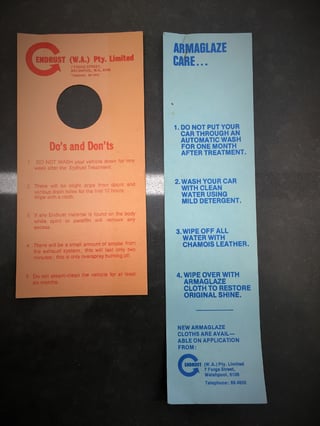 ENDRUST (W.A.) Pty. Limited
7 FORGE STREET,
WELSHPOOL, W.A. 6106
Do's and Don'ts
1. DO NOT WASH your vehicle down for one
week after the Endrust Treatment.
2. There will be slight drips from doors and
various drain holes for the first 12 hours.
Wipe with a cloth.
3. If any Endrust material is found on the body
white spirit or paraffin will remove any
excess.
4. There will be a small amount of smoke from
the exhaust system, this will last only two
minutes; this is only overspray burning off.
5. Do not steam-clean the vehicle for at least
six months.
ARMAGLAZE
CARE...
1. DO NOT PUT YOUR
CAR THROUGH AN
AUTOMATIC WASH
FOR ONE MONTH
AFTER TREATMENT.
2. WASH YOUR CAR
WITH CLEAN
WATER USING
MILD DETERGENT.
3. WIPE OFF ALL
WATER WITH
CHAMOIS LEATHER.
4. WIPE OVER WITH
ARMAGLAZE
CLOTH TO RESTORE
ORIGINAL SHINE.
NEW ARMAGLAZE
CLOTHS ARE AVAIL—
ABLE ON APPLICATION
FROM:
ENDRUST (W.A.) Pty. Limited
7 Forge Street,
Welshpool, 6106
Telephone: